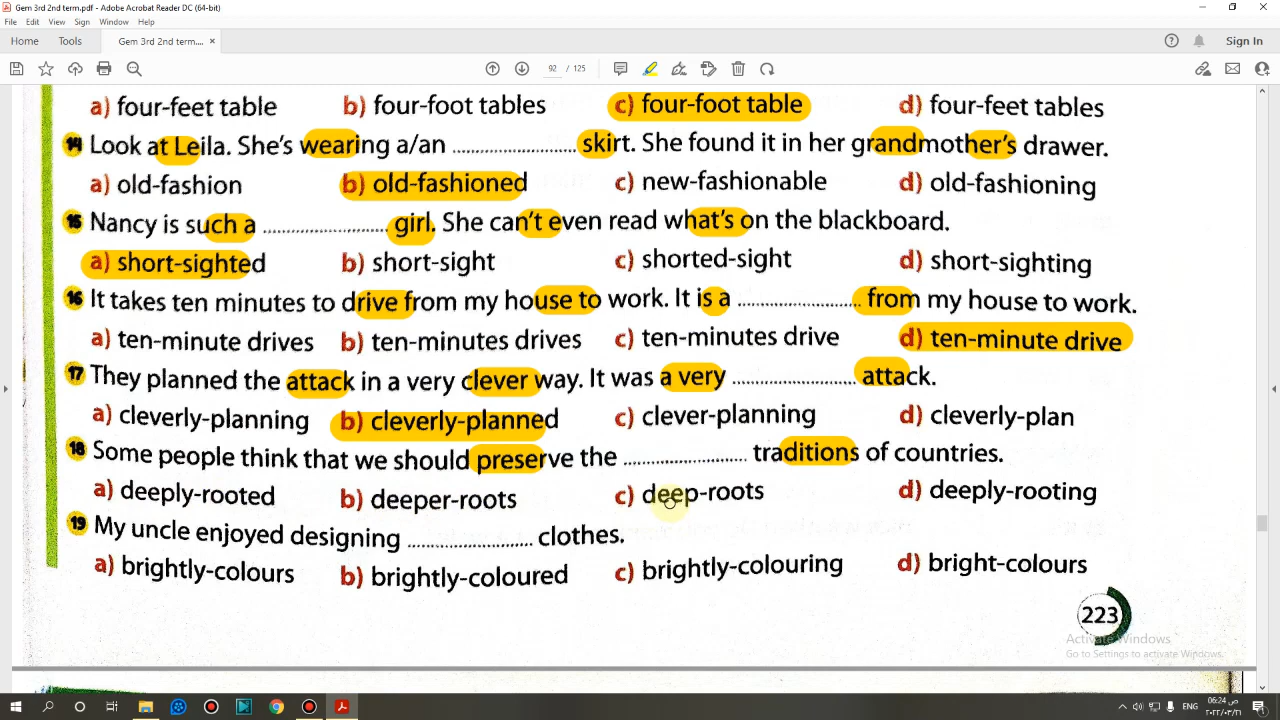 Gem 3rd 2nd term.pdf - Adobe Acrobat Reader DC (64-bit)
File Edit View Sign Window Help
Home Tools Gem 3rd 2nd term.... × Sign In
92 / 125
a) four-feet table b) four-foot tables c) four-foot table d) four-feet tables
14 Look at Leila. She's wearing a/an ........................ skirt. She found it in her grandmother's drawer.
a) old-fashion b) old-fashioned c) new-fashionable d) old-fashioning
15 Nancy is such a ........................ girl. She can't even read what's on the blackboard.
a) short-sighted b) short-sight c) shorted-sight d) short-sighting
16 It takes ten minutes to drive from my house to work. It is a ........................ from my house to work.
a) ten-minute drives b) ten-minutes drives c) ten-minutes drive d) ten-minute drive
17 They planned the attack in a very clever way. It was a very ........................ attack.
a) cleverly-planning b) cleverly-planned c) clever-planning d) cleverly-plan
18 Some people think that we should preserve the ........................ traditions of countries.
a) deeply-rooted b) deeper-roots c) deep-roots d) deeply-rooting
19 My uncle enjoyed designing ........................ clothes.
a) brightly-colours b) brightly-coloured c) brightly-colouring d) bright-colours
223
Activate Windows
Go to Settings to activate Windows.
ENG 06:24 ص
٢٠٢٢/٠٣/٢١